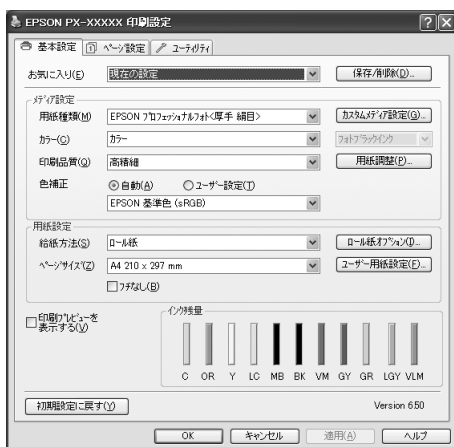 EPSON PX-XXXXX 印刷設定
基本設定 ページ設定 ユーティリティ
お気に入り(E) 現在の設定 保存/削除(D)...
メディア設定
用紙種類(M) EPSON プロフェッショナルフォト<厚手 絹目> カスタムメディア設定(G)...
カラー(C) カラー フォトブラックインク
印刷品質(Q) 高精細 用紙調整(P)...
色補正 自動(A) ユーザー設定(T)
EPSON 基準色 (sRGB)
用紙設定
給紙方法(S) ロール紙 ロール紙オプション(I)...
ページサイズ(Z) A4 210 x 297 mm ユーザー用紙設定(F)...
フチなし(B)
印刷プレビューを
表示する(V)
インク残量
C OR Y LC MB BK VM GY GR LGY VLM
初期設定に戻す(Y) Version 6.50
OK キャンセル 適用(A) ヘルプ